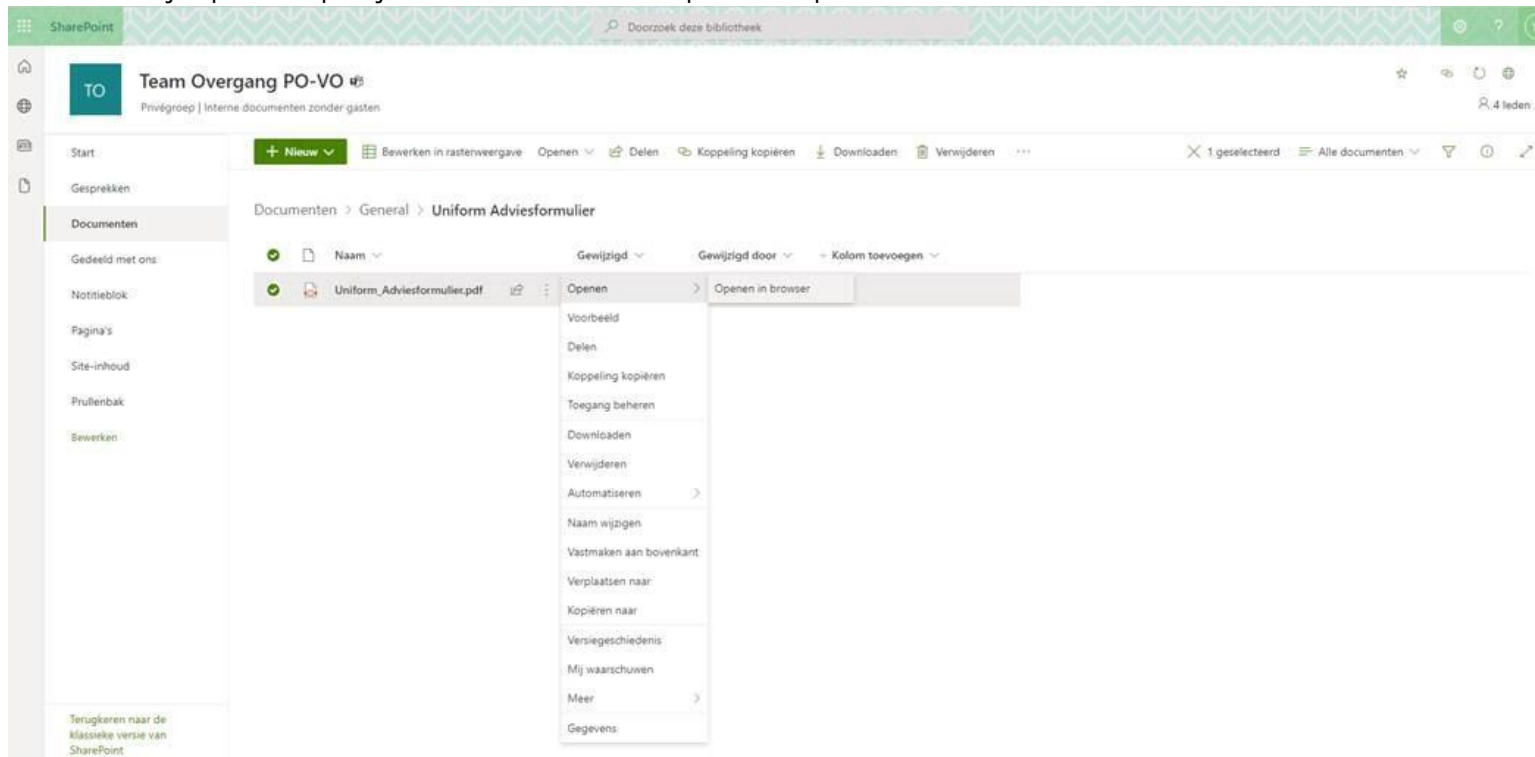 SharePoint
Doorzoek deze bibliotheek
?
TO
Team Overgang PO-VO
Privégroep | Interne documenten zonder gasten
4 leden
Start
Gesprekken
Documenten
Gedeeld met ons
Notitieblok
Pagina's
Site-inhoud
Prullenbak
Bewerken
Terugkeren naar de
klassieke versie van
SharePoint
+ Nieuw
Bewerken in rasterweergave
Openen
Delen
Koppeling kopiëren
Downloaden
Verwijderen
...
1 geselecteerd
Alle documenten
Documenten > General > Uniform Adviesformulier
Naam
Gewijzigd
Gewijzigd door
+ Kolom toevoegen
Uniform_Adviesformulier.pdf
Openen
Openen in browser
Voorbeeld
Delen
Koppeling kopiëren
Toegang beheren
Downloaden
Verwijderen
Automatiseren
Naam wijzigen
Vastmaken aan bovenkant
Verplaatsen naar
Kopiëren naar
Versiegeschiedenis
Mij waarschuwen
Meer
Gegevens